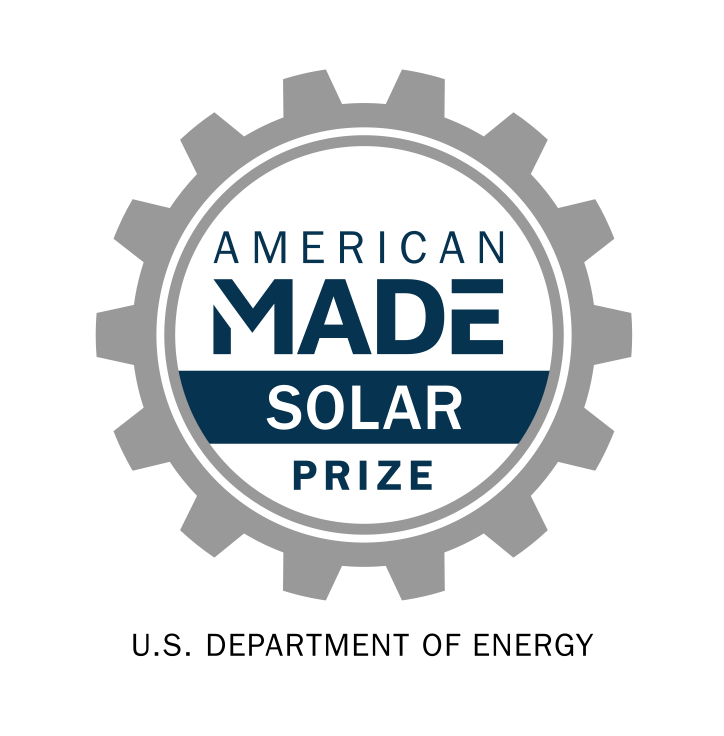 AMERICAN
MADE
SOLAR
PRIZE
U.S. DEPARTMENT OF ENERGY